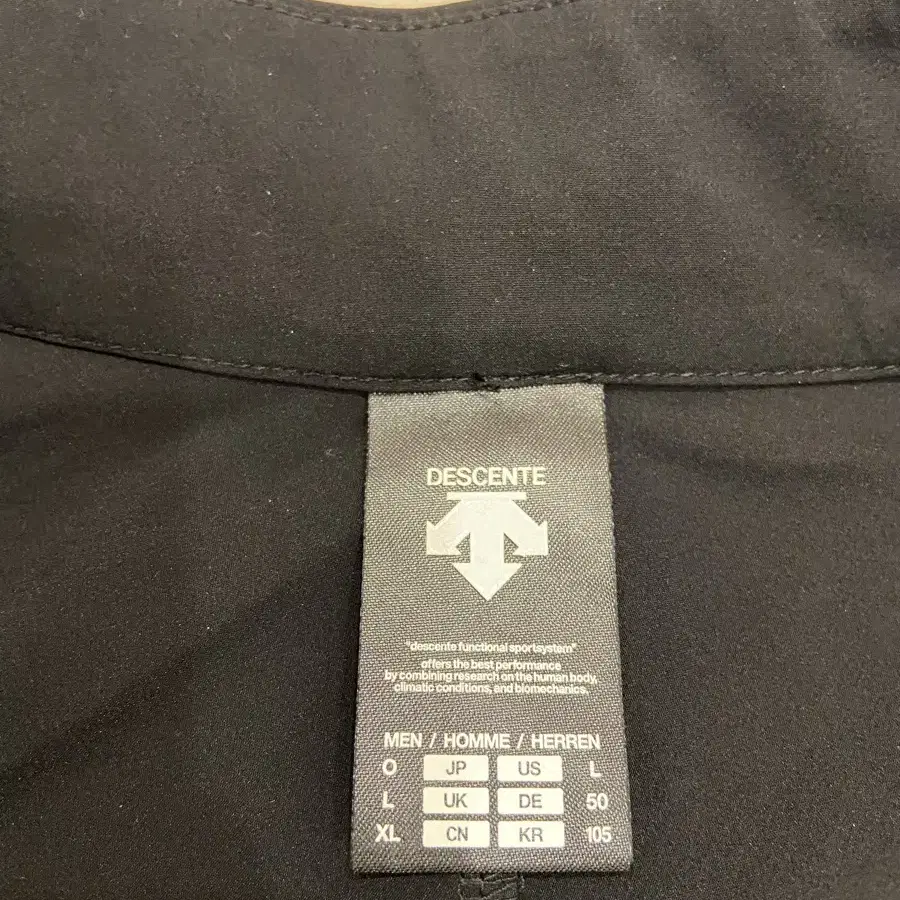 DESCENTE
"descente functional sportsystem"
offers the best performance
by combining research on the human body,
climatic conditions, and biomechanics.
MEN / HOMME / HERREN
O JP US L
L UK DE 50
XL CN KR 105